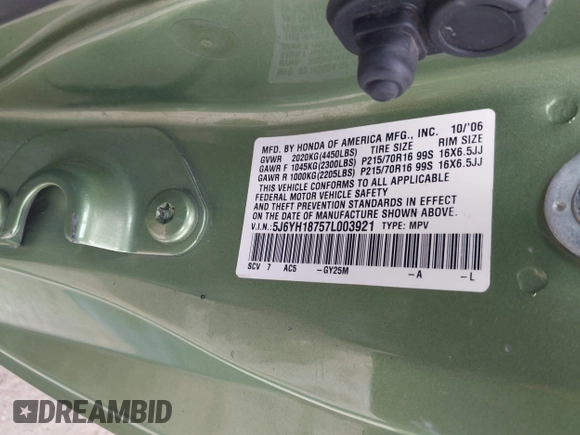 MFD. BY HONDA OF AMERICA MFG., INC. 10/'06
GVWR 2020KG(4450LBS) TIRE SIZE RIM SIZE
GAWR F 1045KG(2300LBS) P215/70R16 99S 16X6.5JJ
GAWR R 1000KG(2205LBS) P215/70R16 99S 16X6.5JJ
THIS VEHICLE CONFORMS TO ALL APPLICABLE
FEDERAL MOTOR VEHICLE SAFETY
AND THEFT PREVENTION STANDARDS IN EFFECT
ON THE DATE OF MANUFACTURE SHOWN ABOVE.
V.I.N.:5J6YH18757L003921 TYPE: MPV
SCV 7 AC5 -GY25M -A -L
DREAMBID